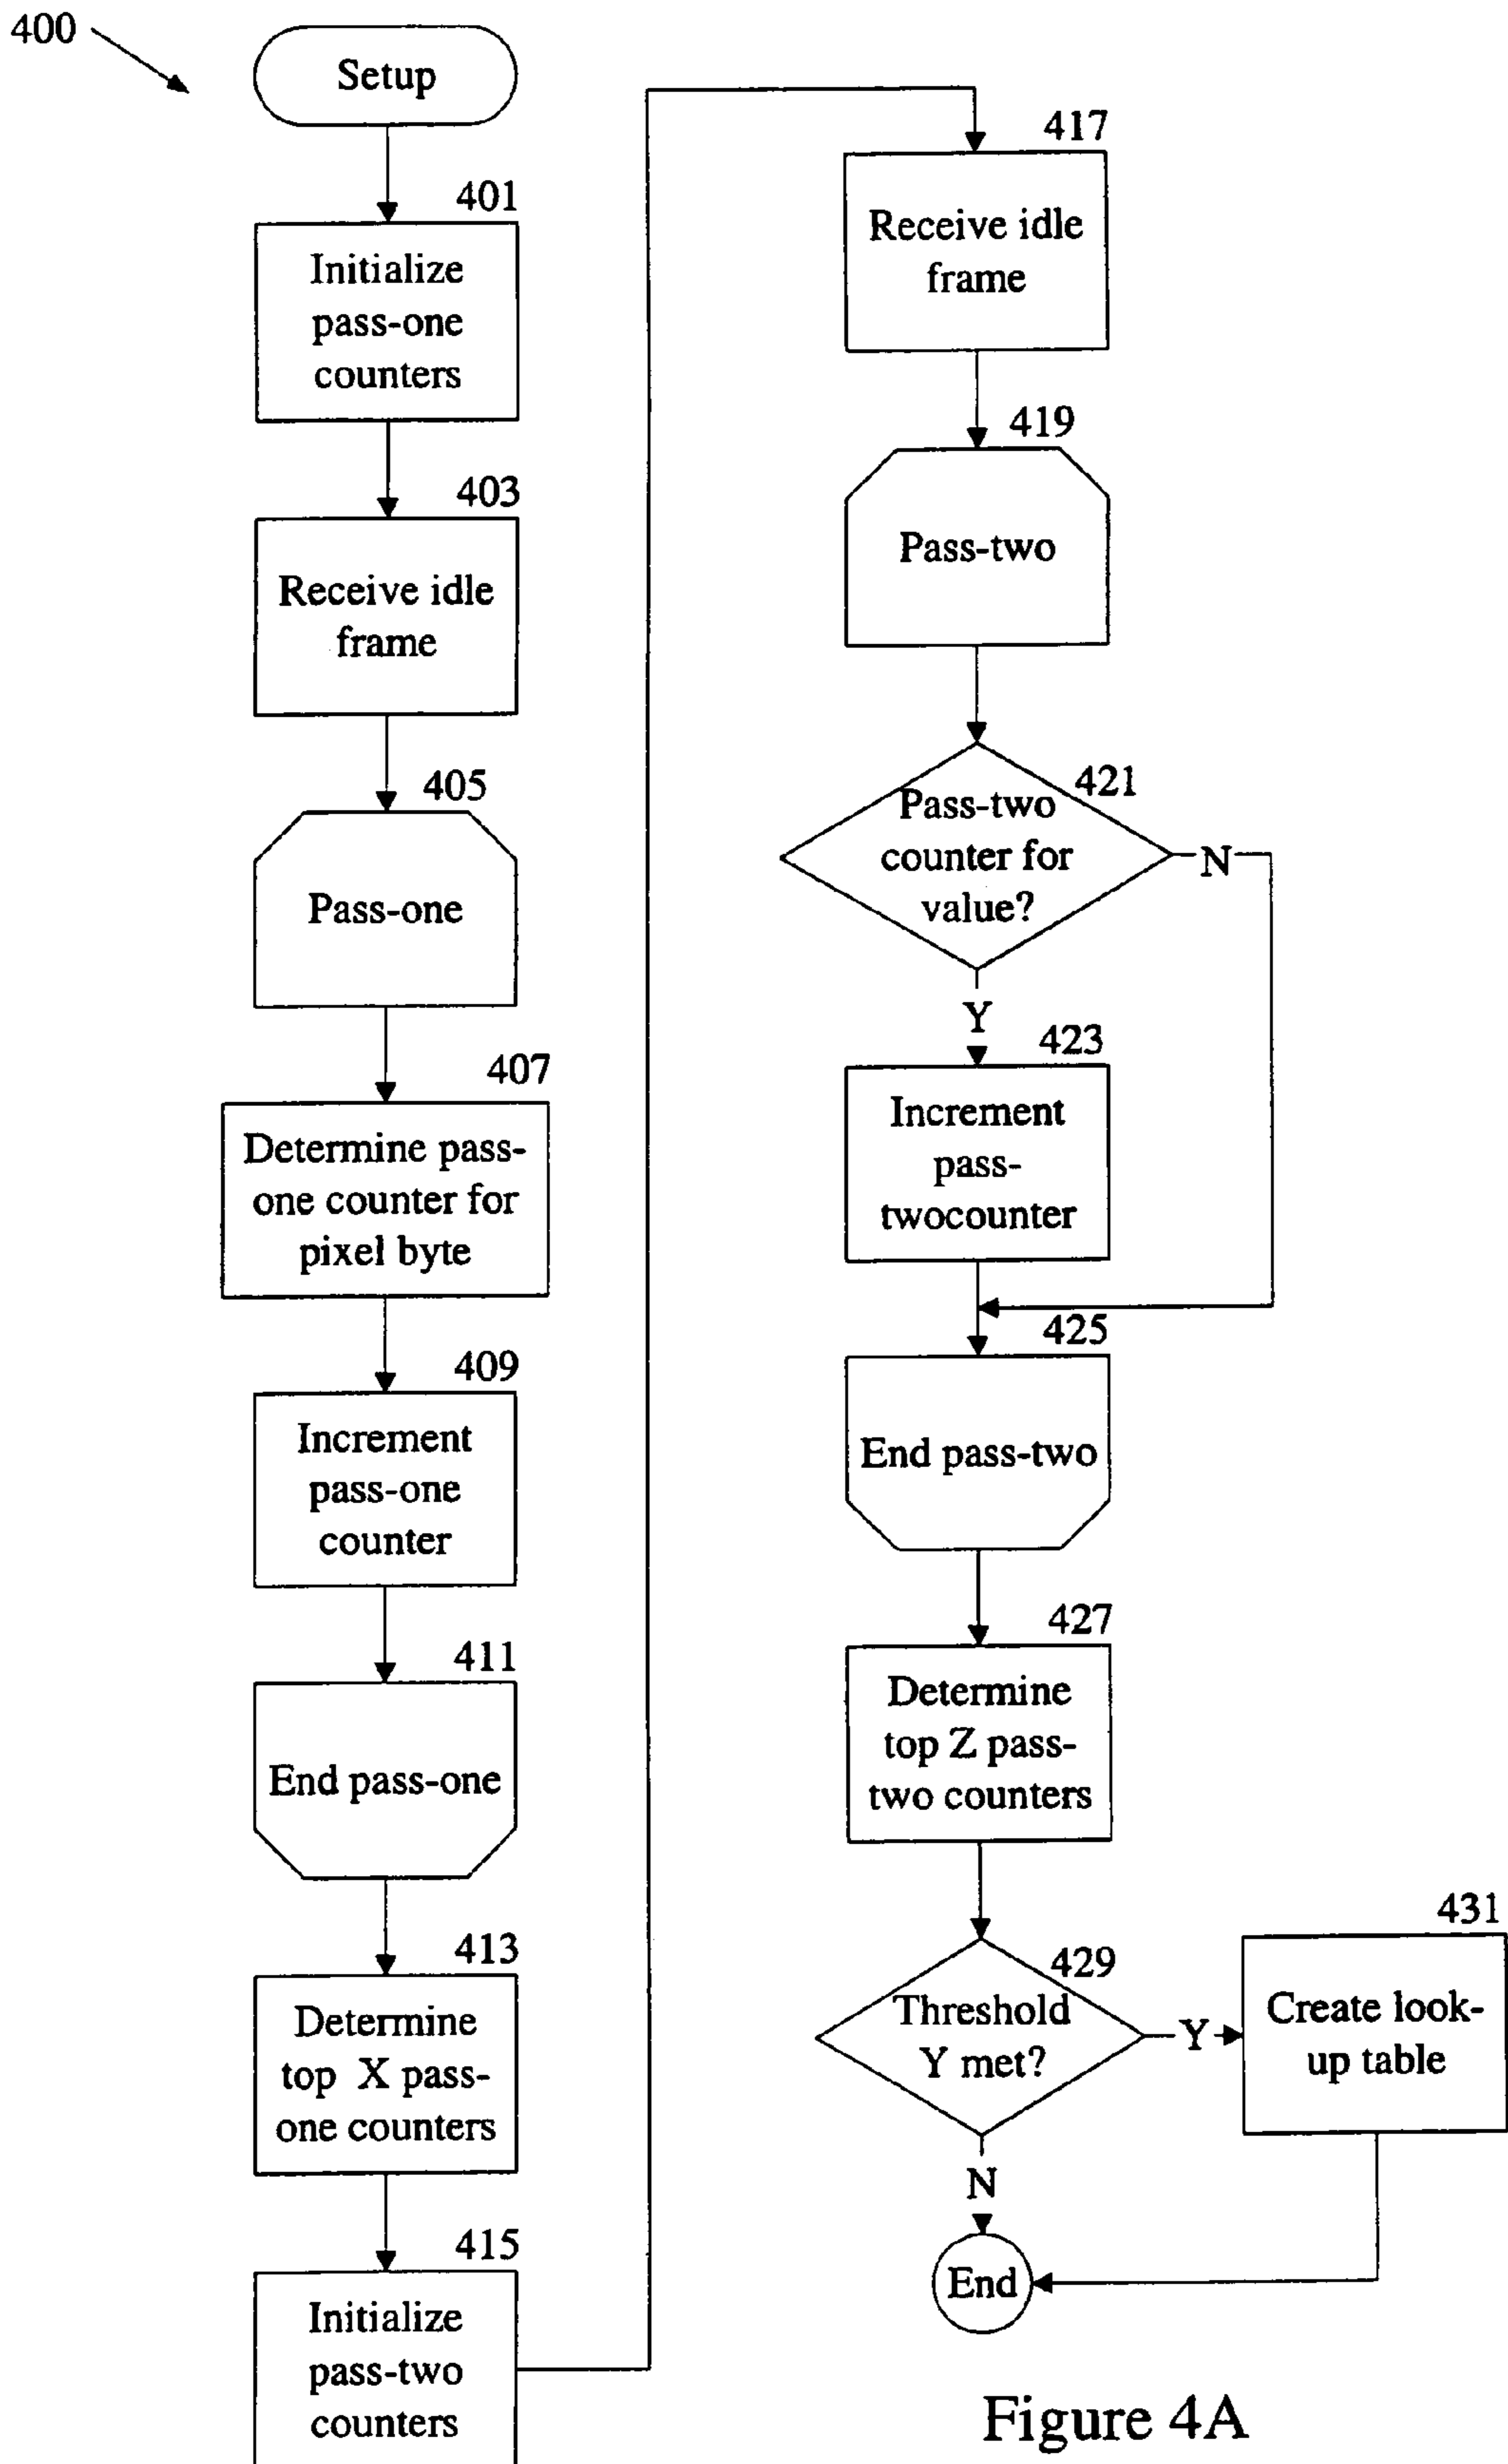 400
Setup
401
Initialize
pass-one
counters
403
Receive idle
frame
405
Pass-one
407
Determine pass-
one counter for
pixel byte
409
Increment
pass-one
counter
411
End pass-one
413
Determine
top X pass-
one counters
415
Initialize
pass-two
counters
417
Receive idle
frame
419
Pass-two
421
Pass-two
counter for
value?
N
Y
423
Increment
pass-
twocounter
425
End pass-two
427
Determine
top Z pass-
two counters
429
Threshold
Y met?
Y
431
Create look-
up table
N
End
Figure 4A